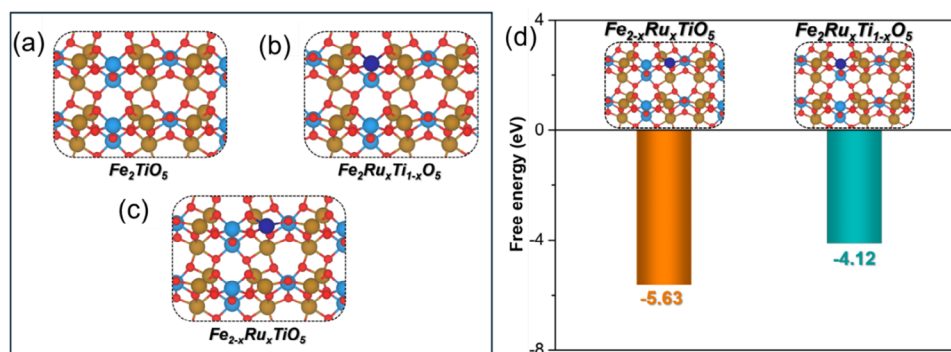 (a)
(b)
Fe2TiO5
Fe2RuxTi1-xO5
(c)
Fe2-xRuxTiO5
(d)
Free energy (eV)
4
0
-4
-8
Fe2-xRuxTiO5
Fe2RuxTi1-xO5
-5.63
-4.12